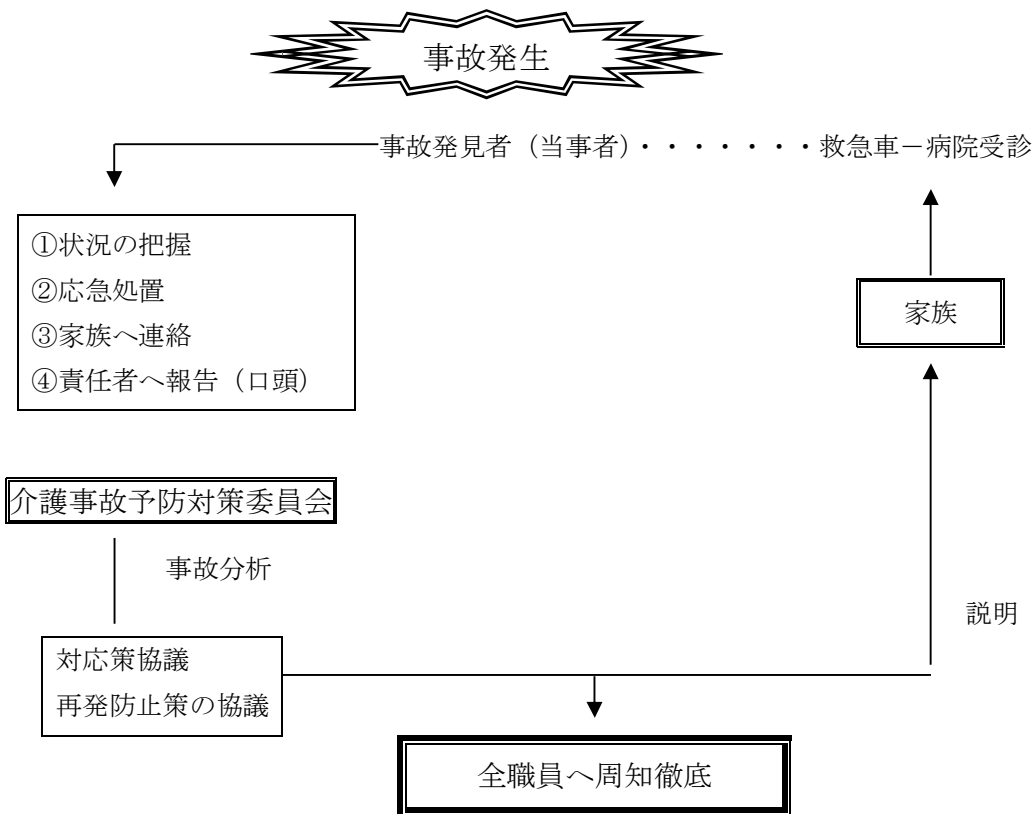 事故発生
事故発見者（当事者）・・・・・・・救急車－病院受診
①状況の把握
②応急処置
③家族へ連絡
④責任者へ報告（口頭）
家族
介護事故予防対策委員会
事故分析
説明
対応策協議
再発防止策の協議
全職員へ周知徹底